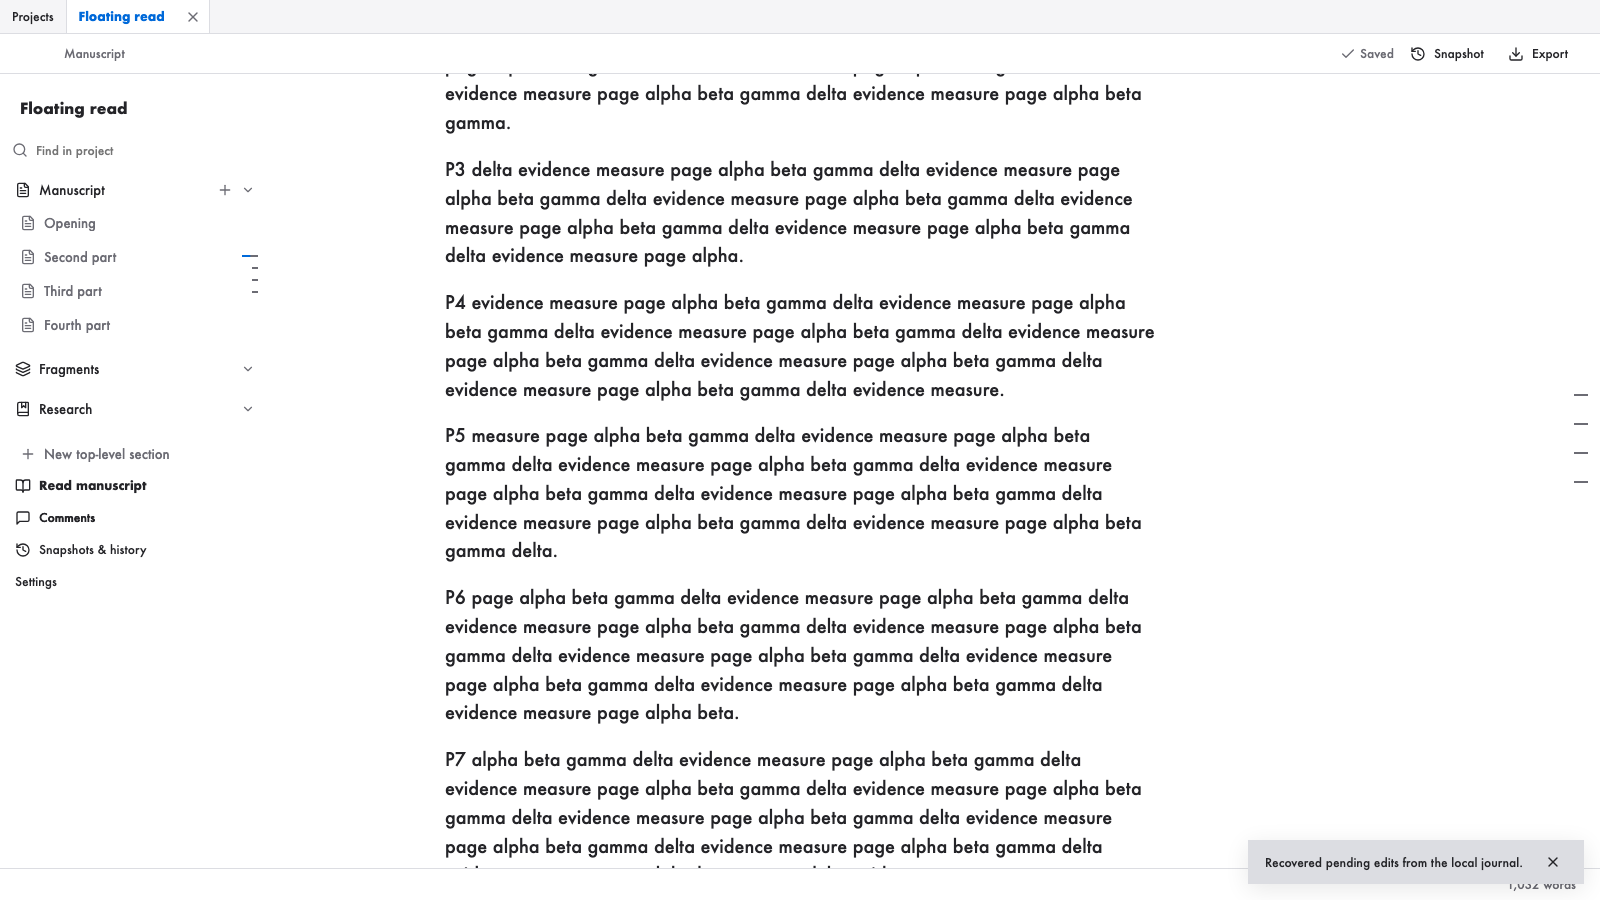 Projects
Floating read
Manuscript
Saved
Snapshot
Export
Floating read
Find in project
Manuscript
Opening
Second part
Third part
Fourth part
Fragments
Research
New top-level section
Read manuscript
Comments
Snapshots & history
Settings
evidence measure page alpha beta gamma delta evidence measure page alpha beta
gamma.
P3 delta evidence measure page alpha beta gamma delta evidence measure page
alpha beta gamma delta evidence measure page alpha beta gamma delta evidence
measure page alpha beta gamma delta evidence measure page alpha beta gamma
delta evidence measure page alpha.
P4 evidence measure page alpha beta gamma delta evidence measure page alpha
beta gamma delta evidence measure page alpha beta gamma delta evidence measure
page alpha beta gamma delta evidence measure page alpha beta gamma delta
evidence measure page alpha beta gamma delta evidence measure.
P5 measure page alpha beta gamma delta evidence measure page alpha beta
gamma delta evidence measure page alpha beta gamma delta evidence measure
page alpha beta gamma delta evidence measure page alpha beta gamma delta
evidence measure page alpha beta gamma delta evidence measure page alpha beta
gamma delta.
P6 page alpha beta gamma delta evidence measure page alpha beta gamma delta
evidence measure page alpha beta gamma delta evidence measure page alpha beta
gamma delta evidence measure page alpha beta gamma delta evidence measure
page alpha beta gamma delta evidence measure page alpha beta gamma delta
evidence measure page alpha beta.
P7 alpha beta gamma delta evidence measure page alpha beta gamma delta
evidence measure page alpha beta gamma delta evidence measure page alpha beta
gamma delta evidence measure page alpha beta gamma delta evidence measure
page alpha beta gamma delta evidence measure page alpha beta gamma delta
Recovered pending edits from the local journal.
1,032 words